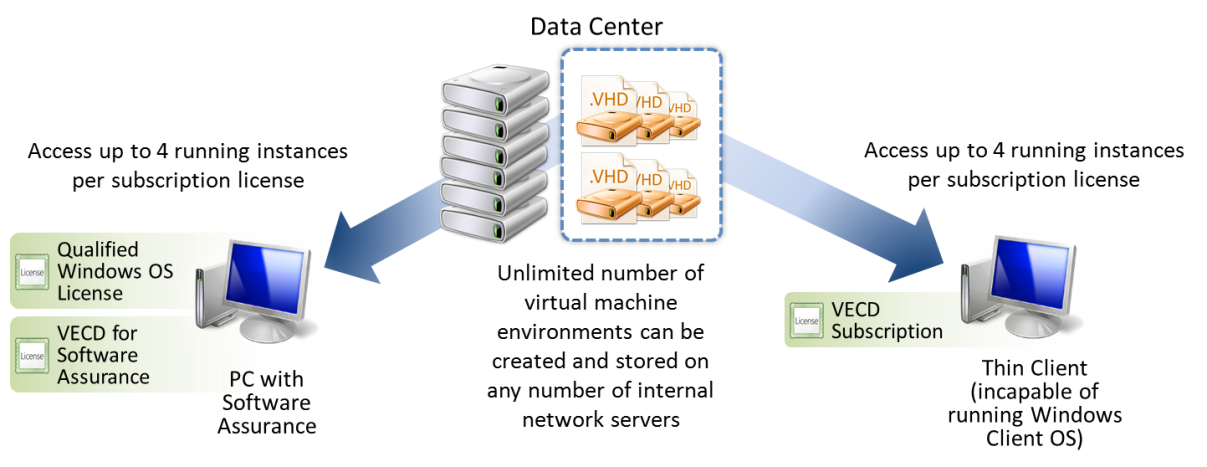 Data Center
.VHD
.VHD
.VHD
.VHD
.VHD
.VHD
Access up to 4 running instances
per subscription license
License
Qualified
Windows OS
License
License
VECD for
Software
Assurance
PC with
Software
Assurance
Unlimited number of
virtual machine
environments can be
created and stored on
any number of internal
network servers
Access up to 4 running instances
per subscription license
License
VECD
Subscription
Thin Client
(incapable of
running Windows
Client OS)